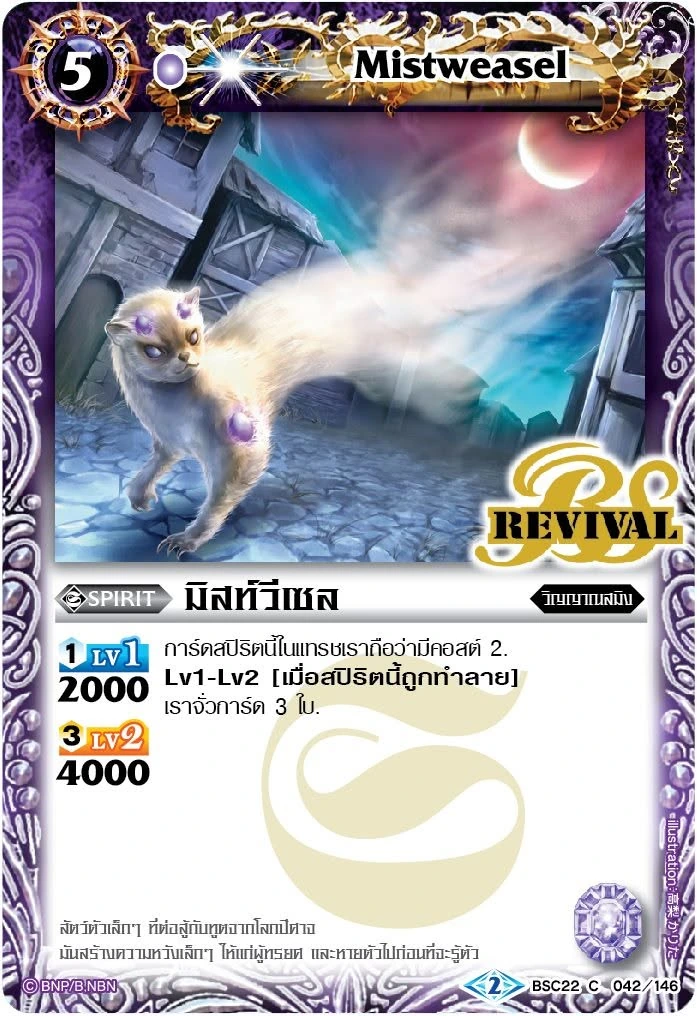 5
Mistweasel
BS
REVIVAL
SPIRIT
มิสท์วีเซล
วิญญาณสมิง
1 LV1
2000
การ์ดสปิริตนี้ในแทรชเราถือว่ามีคอสต์ 2.
Lv1-Lv2 [เมื่อสปิริตนี้ถูกทำลาย]
เราจั่วการ์ด 3 ใบ.
3 LV2
4000
สัตว์ตัวเล็กๆ ที่ต่อสู้กับทูตจากโลกปีศาจ
มันสร้างความหวังเล็กๆ ให้แก่ผู้ทรยศ และหายตัวไปก่อนที่จะรู้ตัว
illustration:高梨かりた
©BNP/B.NBN
2
BSC22 C 042/146